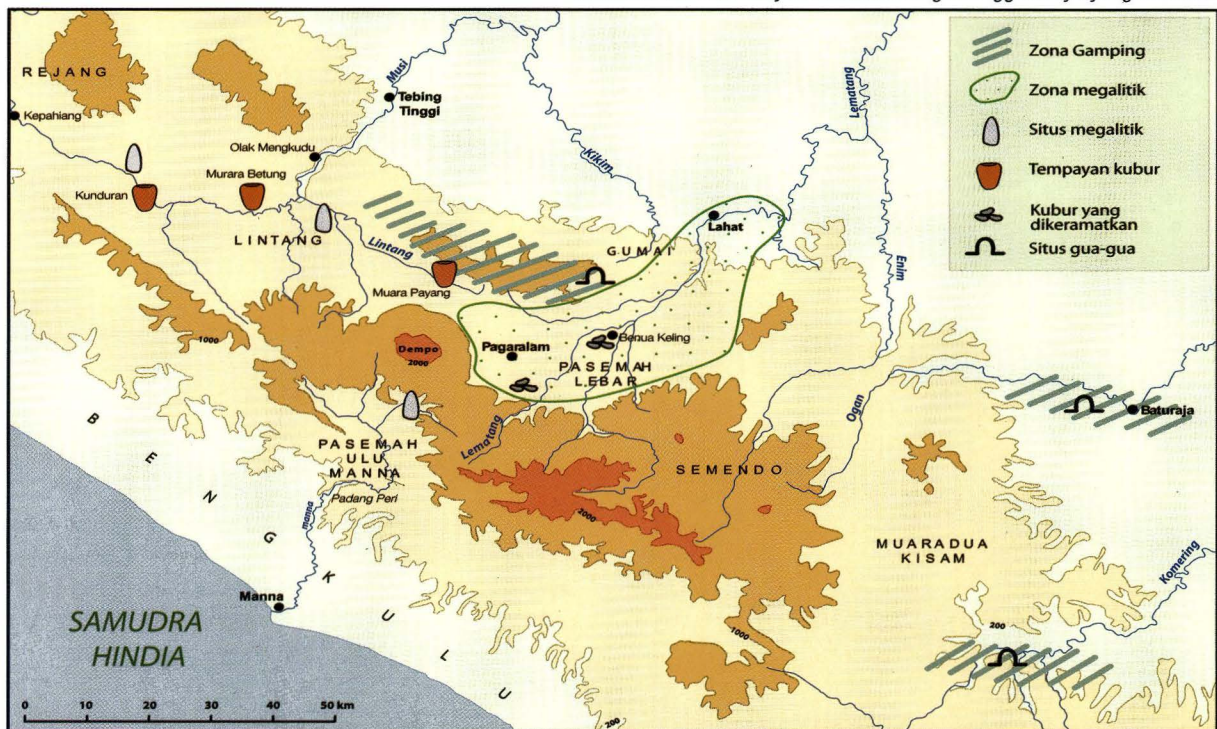 Zona Gamping
Zona megalitik
Situs megalitik
Tempayan kubur
Kubur yang
dikeramatkan
Situs gua-gua
REJANG
Kepahiang
Musi
Tebing
Tinggi
Olak Mengkudu
Murara Betung
Kunduran
LINTANG
Lintang
Muara Payang
Kikim
Lematang
Enim
GUMAI
Lahat
Dempo
2000
1000
Pagaralam
Benua Keling
PASEMAH
LEBAR
PASEMAH
ULU
MANNA
Padang Peri
manna
Manna
Lematang
SEMENDO
2000
Ogan
Baturaja
MUARADUA
KISAM
Komering
200
1000
200
BENGKULU
SAMUDRA
HINDIA
0 10 20 30 40 50 km